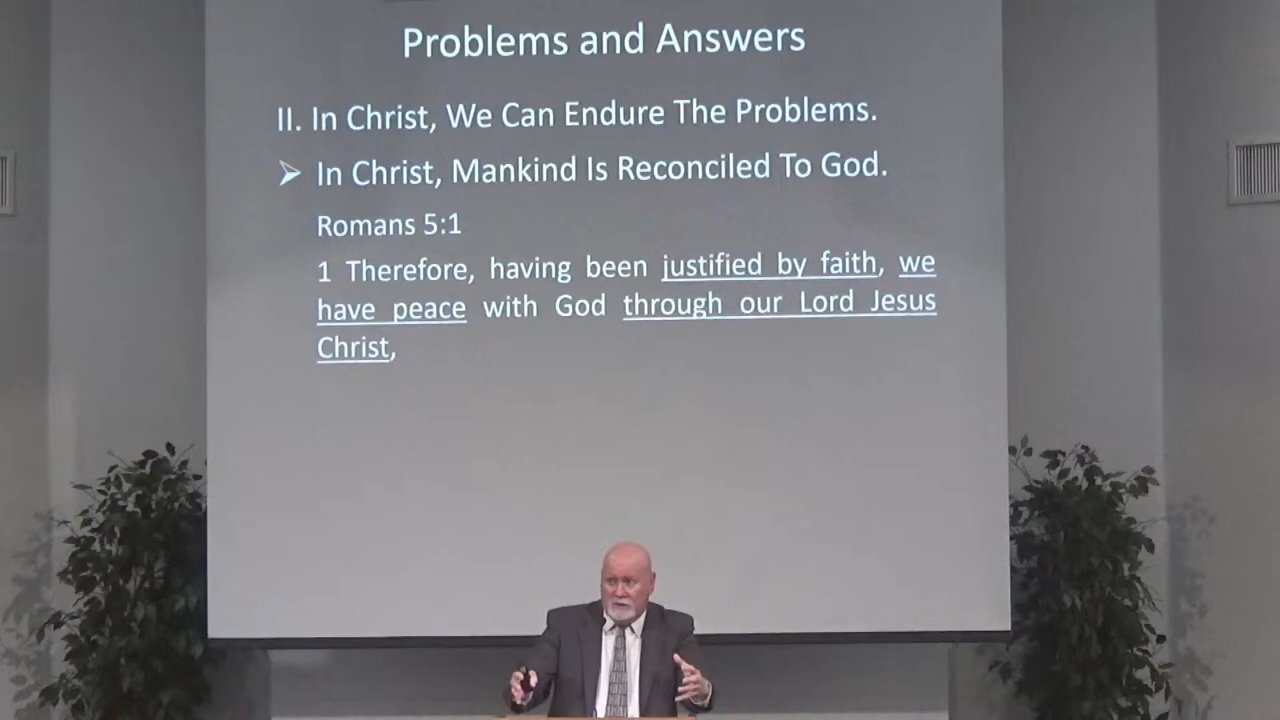 Problems and Answers
II. In Christ, We Can Endure The Problems.
In Christ, Mankind Is Reconciled To God.
Romans 5:1
1 Therefore, having been justified by faith, we
have peace with God through our Lord Jesus
Christ,